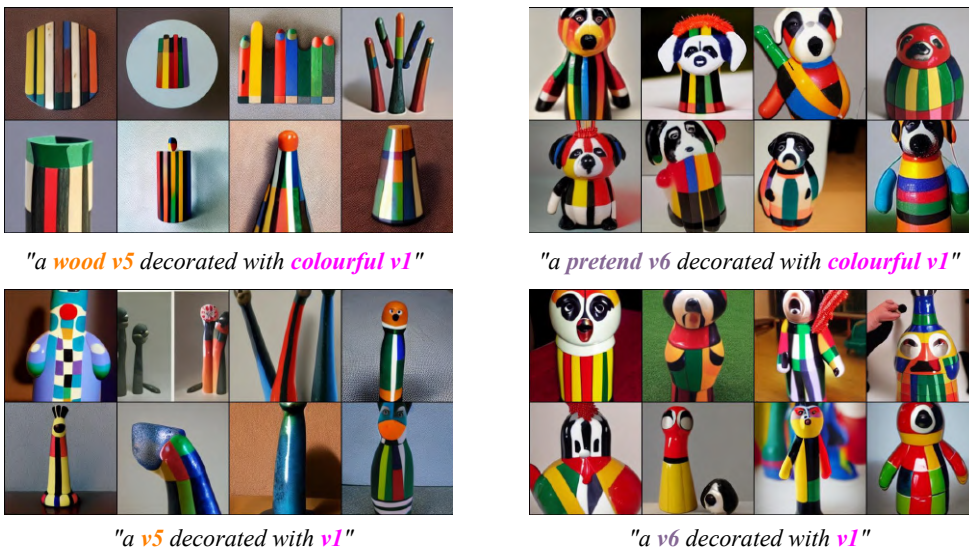 "a wood v5 decorated with colourful v1"
"a pretend v6 decorated with colourful v1"
"a v5 decorated with v1"
"a v6 decorated with v1"